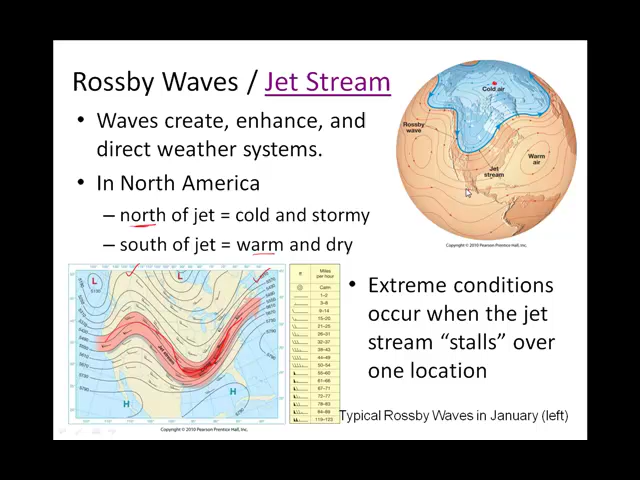 Rossby Waves / Jet Stream
• Waves create, enhance, and
direct weather systems.
• In North America
– north of jet = cold and stormy
– south of jet = warm and dry
Cold air
Rossby
wave
Jet
stream
Warm
air
Copyright © 2010 Pearson Prentice Hall, Inc.
L
L
H
H
Jet stream
Miles
per hour
Calm
1–2
3–8
9–14
15–20
21–25
26–31
32–37
38–43
44–49
50–54
55–60
61–66
67–71
72–77
78–83
84–89
119–123
Copyright © 2010 Pearson Prentice Hall, Inc.
• Extreme conditions
occur when the jet
stream “stalls” over
one location
Typical Rossby Waves in January (left)